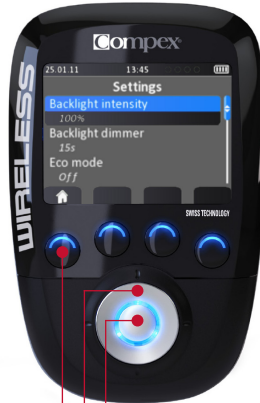 Compex
25.01.11 13:45
Settings
Backlight intensity
100%
Backlight dimmer
15s
Eco mode
Off
SWISS TECHNOLOGY
WIRELESS